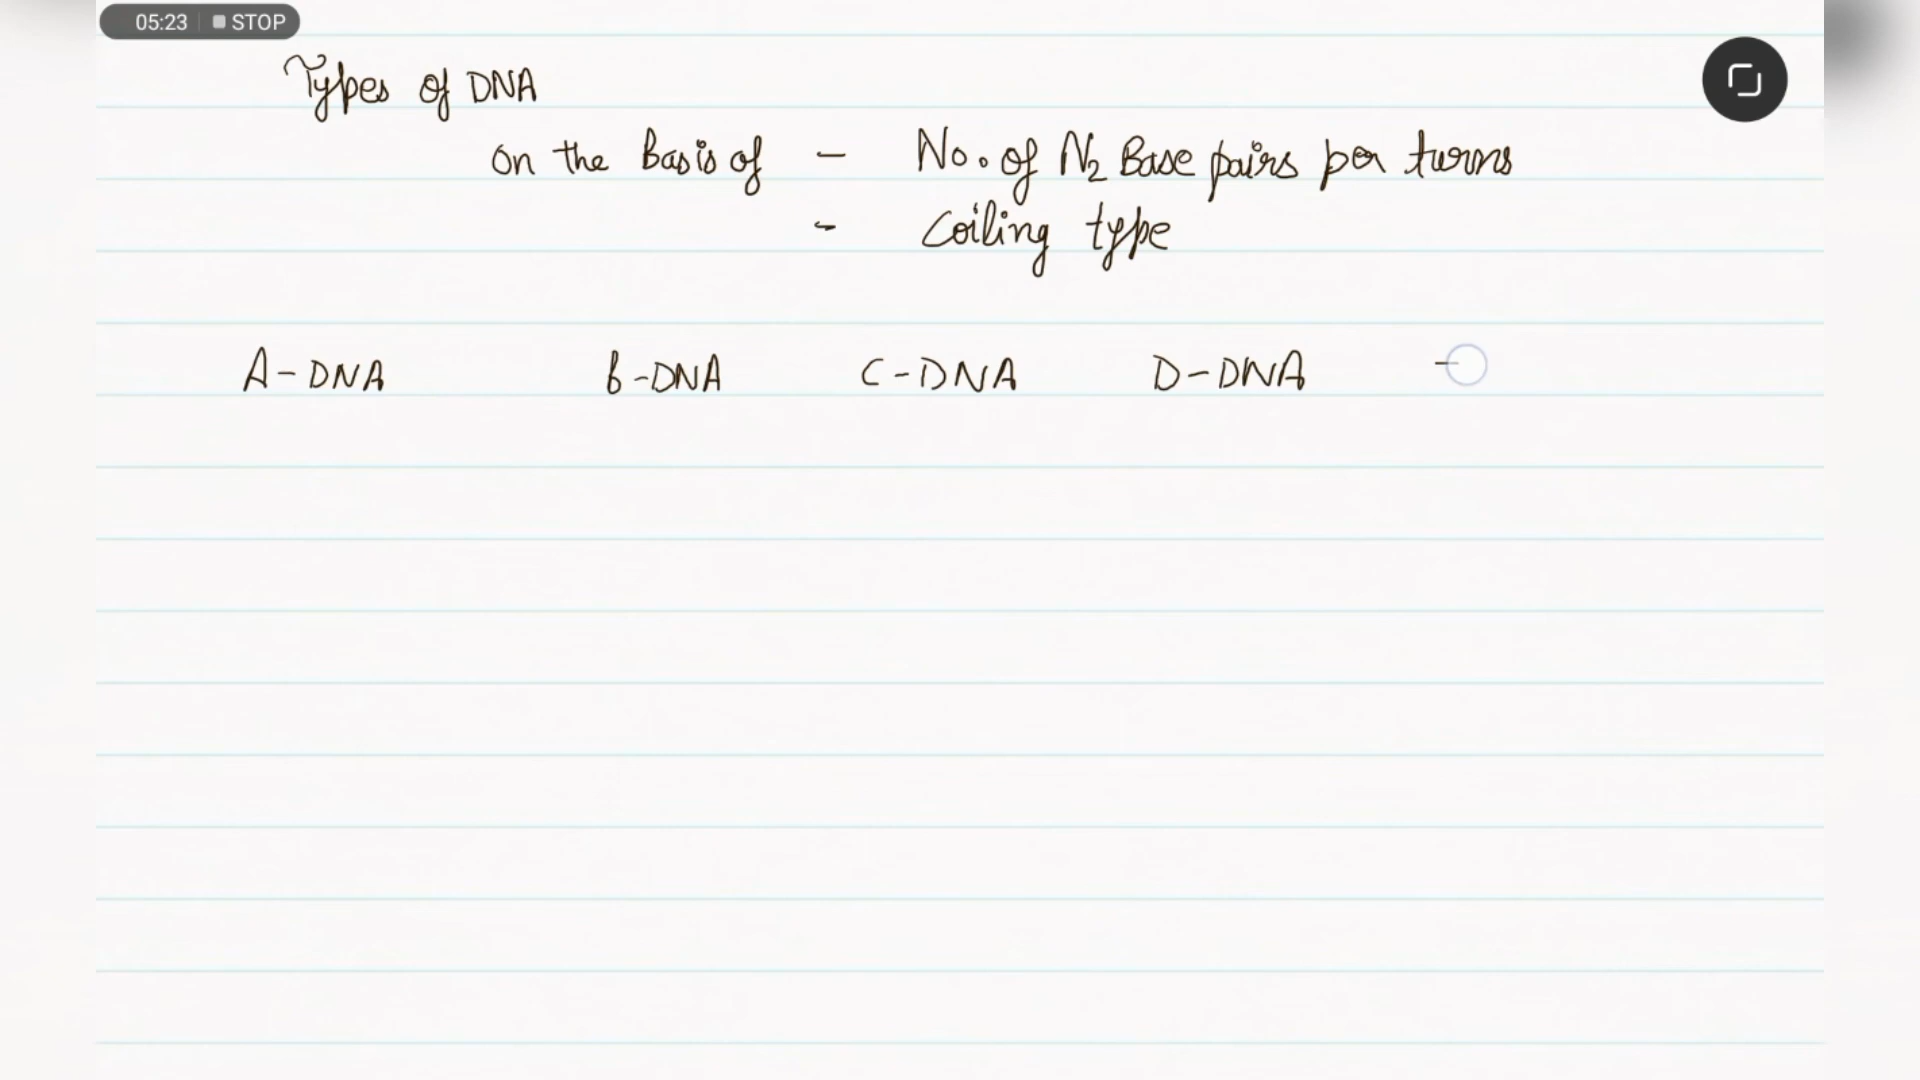 05:23 STOP
Types of DNA
On the Basis of - No. of N₂ Base pairs per turns
- Coiling type
A-DNA B-DNA C-DNA D-DNA -